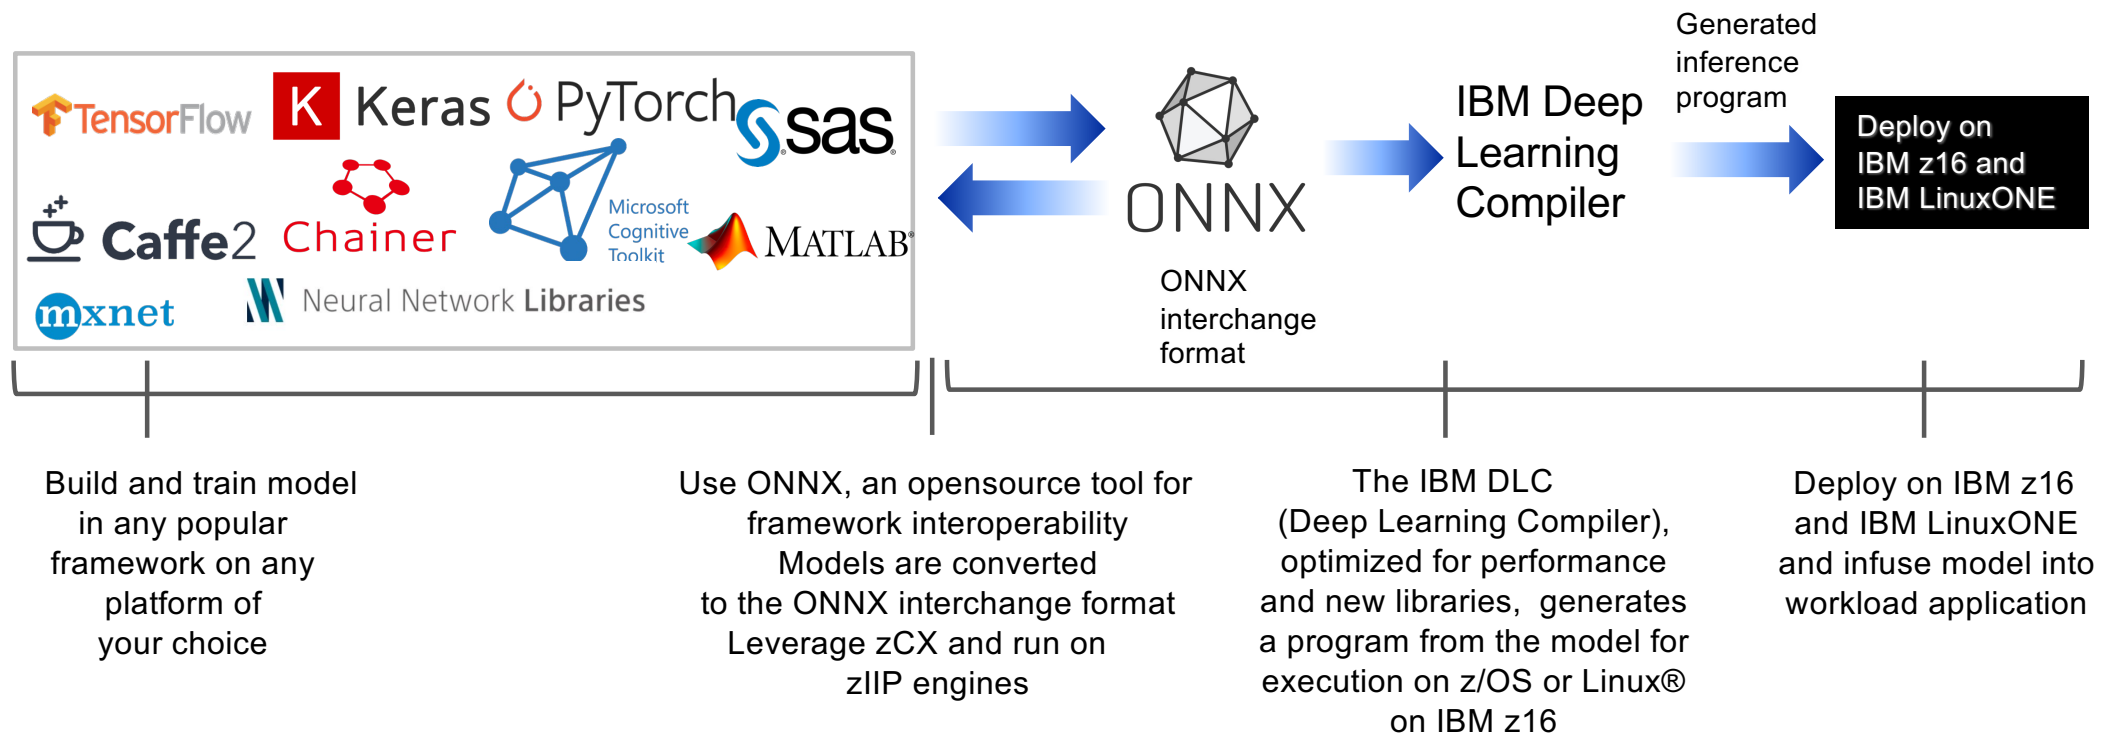 TensorFlow
K Keras
PyTorch
sas
Caffe2
Chainer
Microsoft
Cognitive
Toolkit
MATLAB®
mxnet
Neural Network Libraries
ONNX
ONNX
interchange
format
IBM Deep
Learning
Compiler
Generated
inference
program
Deploy on
IBM z16 and
IBM LinuxONE
Build and train model
in any popular
framework on any
platform of
your choice
Use ONNX, an opensource tool for
framework interoperability
Models are converted
to the ONNX interchange format
Leverage zCX and run on
zIIP engines
The IBM DLC
(Deep Learning Compiler),
optimized for performance
and new libraries, generates
a program from the model for
execution on z/OS or Linux®
on IBM z16
Deploy on IBM z16
and IBM LinuxONE
and infuse model into
workload application